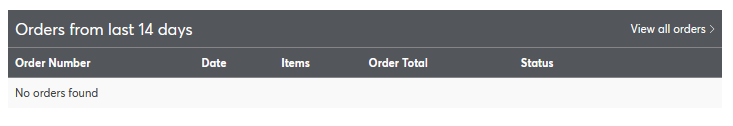 Orders from last 14 days View all orders >
Order Number Date Items Order Total Status
No orders found